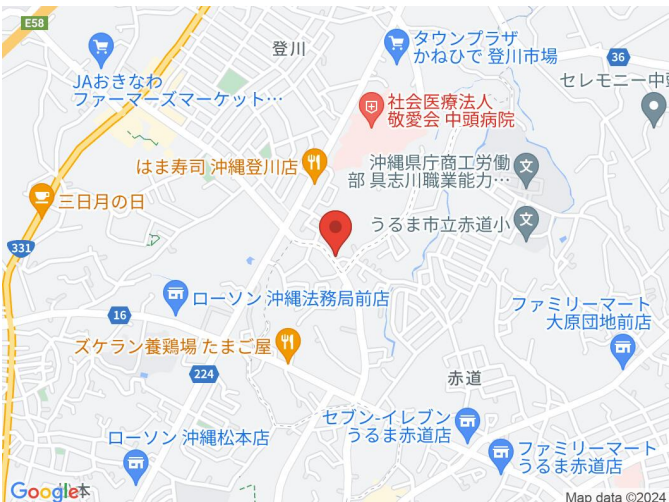 E58
登川
タウンプラザ
かねひで 登川市場
36
JAおきなわ
ファーマーズマーケット…
セレモニー中
社会医療法人
敬愛会 中頭病院
はま寿司 沖縄登川店
沖縄県庁商工労働
部 具志川職業能力…
三日月の日
うるま市立赤道小
331
ローソン 沖縄法務局前店
16
ファミリーマート
大原団地前店
ズケラン養鶏場 たまご屋
224
赤道
セブン-イレブン
うるま赤道店
ローソン 沖縄松本店
ファミリーマート
うるま赤道店
Google
本
Map data ©2024